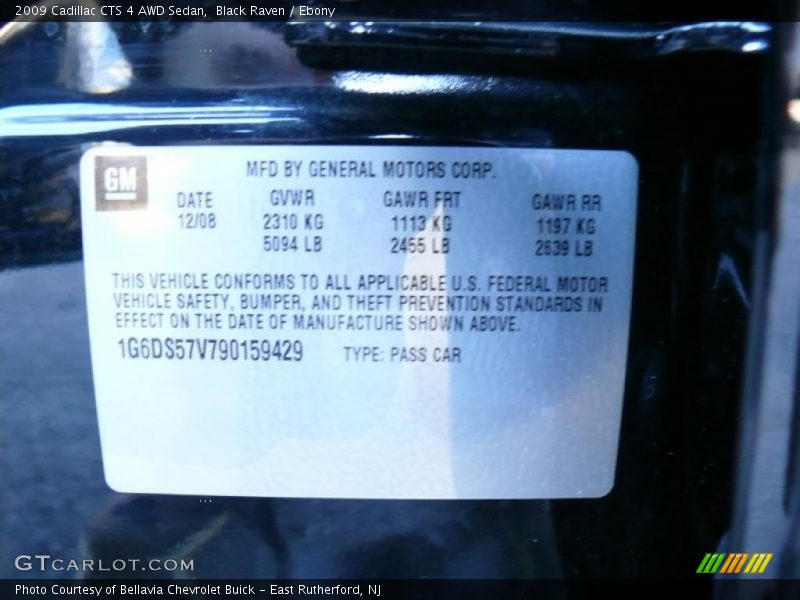 2009 Cadillac CTS 4 AWD Sedan, Black Raven / Ebony
GM
MFD BY GENERAL MOTORS CORP.
DATE GVWR GAWR FRT GAWR RR
12/08 2310 KG 1113 KG 1197 KG
5094 LB 2455 LB 2639 LB
THIS VEHICLE CONFORMS TO ALL APPLICABLE U.S. FEDERAL MOTOR
VEHICLE SAFETY, BUMPER, AND THEFT PREVENTION STANDARDS IN
EFFECT ON THE DATE OF MANUFACTURE SHOWN ABOVE.
1G6DS57V790159429 TYPE: PASS CAR
GTCARLOT.COM
Photo Courtesy of Bellavia Chevrolet Buick - East Rutherford, NJ